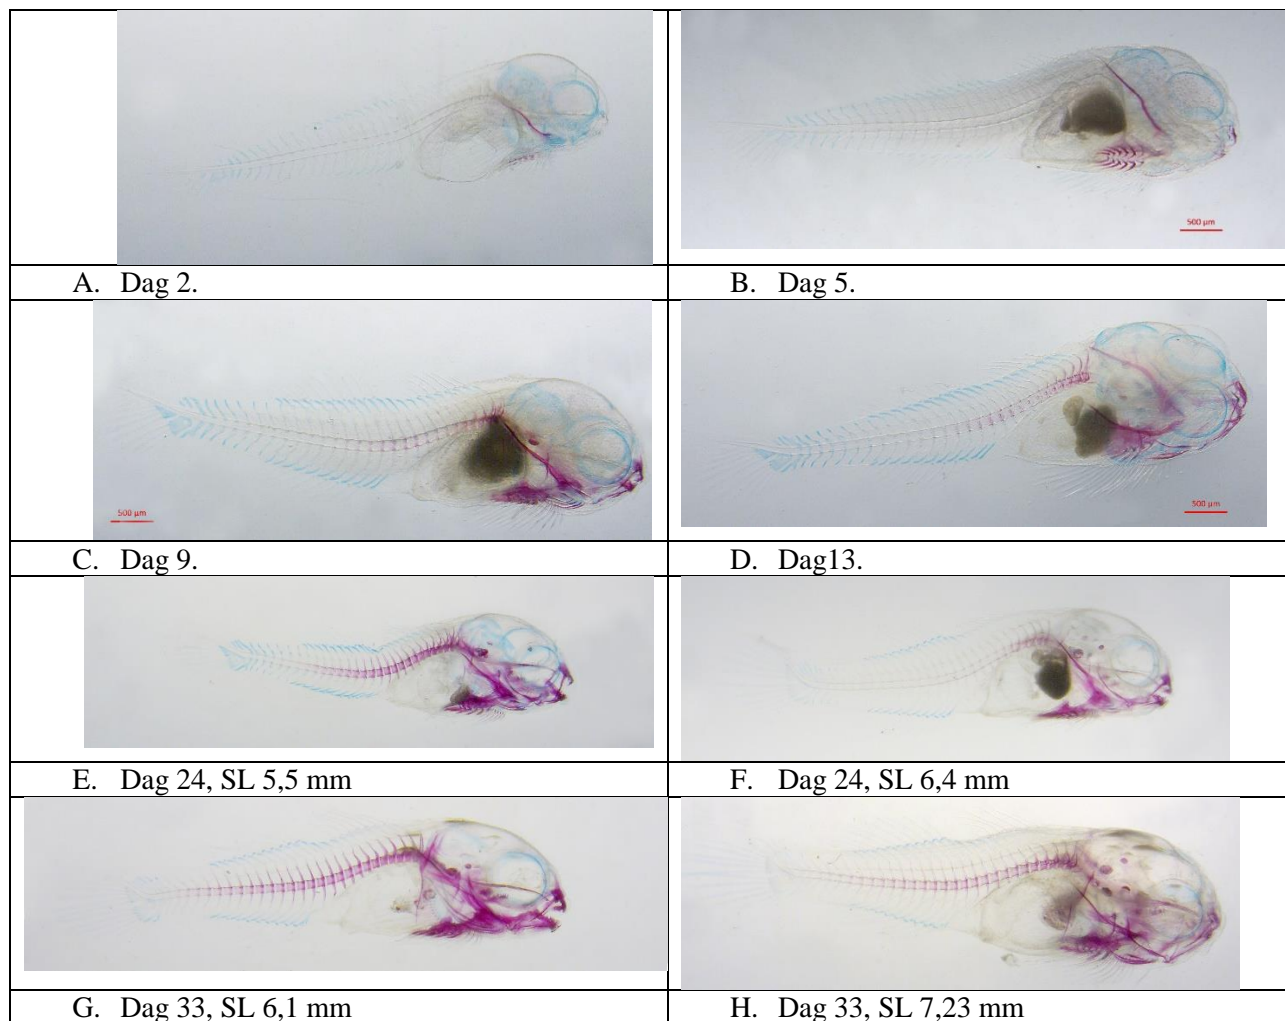 500 µm
A. Dag 2.
B. Dag 5.
500 µm
500 µm
C. Dag 9.
D. Dag13.
E. Dag 24, SL 5,5 mm
F. Dag 24, SL 6,4 mm
G. Dag 33, SL 6,1 mm
H. Dag 33, SL 7,23 mm